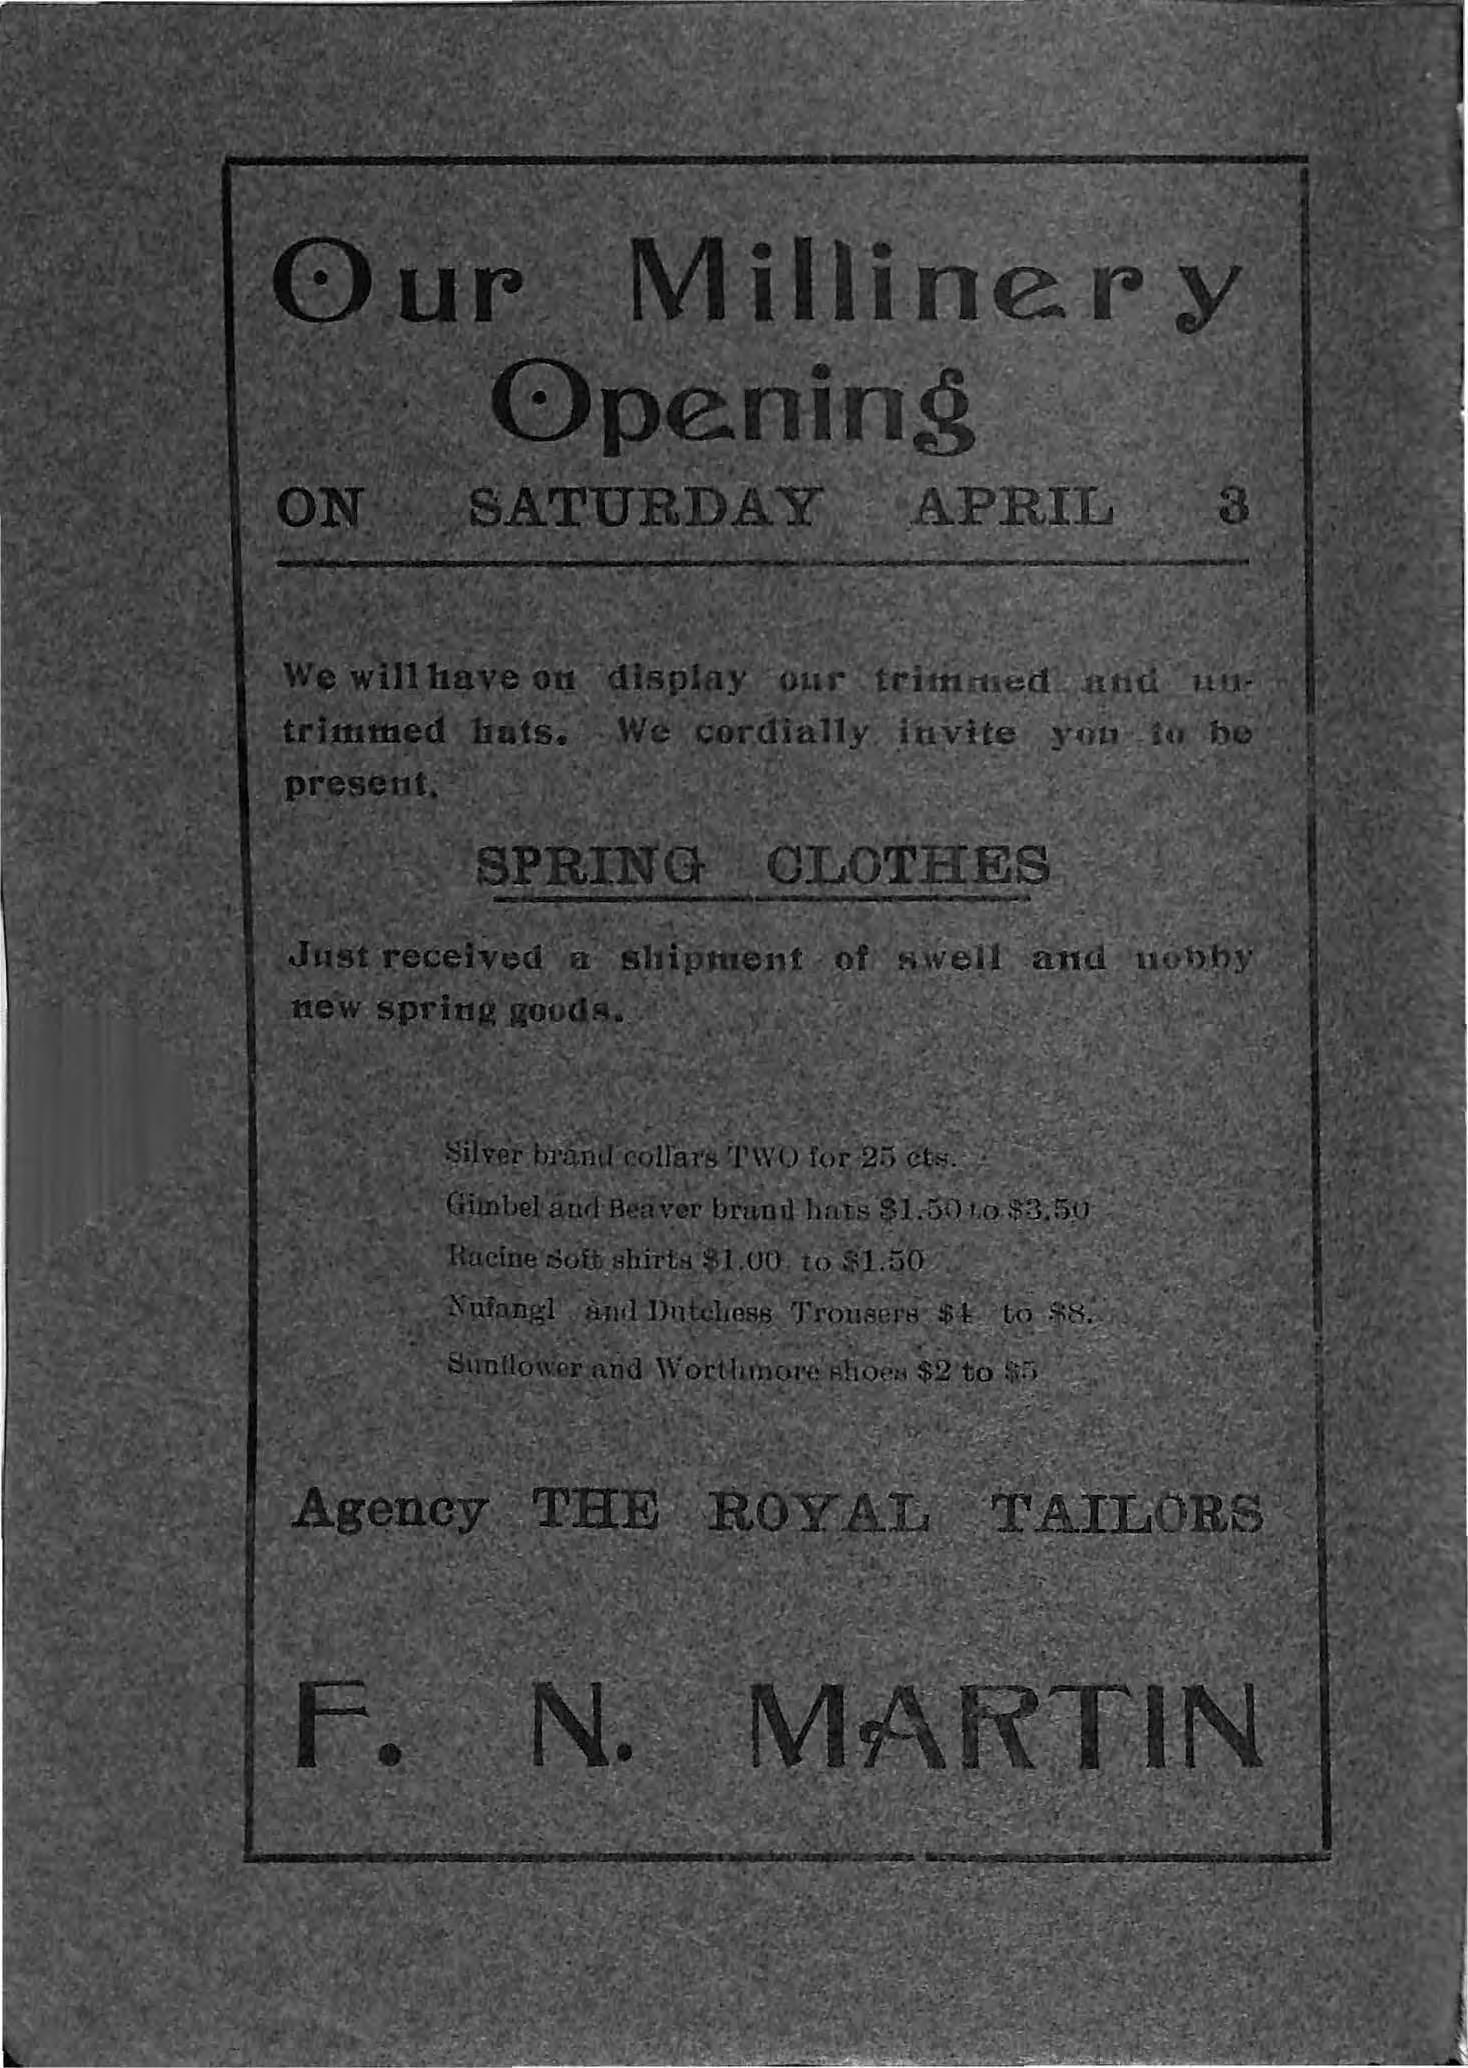 Our Millinery
Opening
ON SATURDAY APRIL 3
We will have on display our trimmed and un-
trimmed hats. We cordially invite you to be
present.
SPRING CLOTHES
Just received a shipment of swell and nobby
new spring goods.
Silver brand collars TWO for 25 cts.
Gimbel and Beaver brand hats $1.50 to $3.50
Racine Soft shirts $1.00 to $1.50
Nufangl and Dutchess Trousers $4 to $8.
Sunflower and Worthmore shoes $2 to $5
Agency THE ROYAL TAILORS
F. N. MARTIN